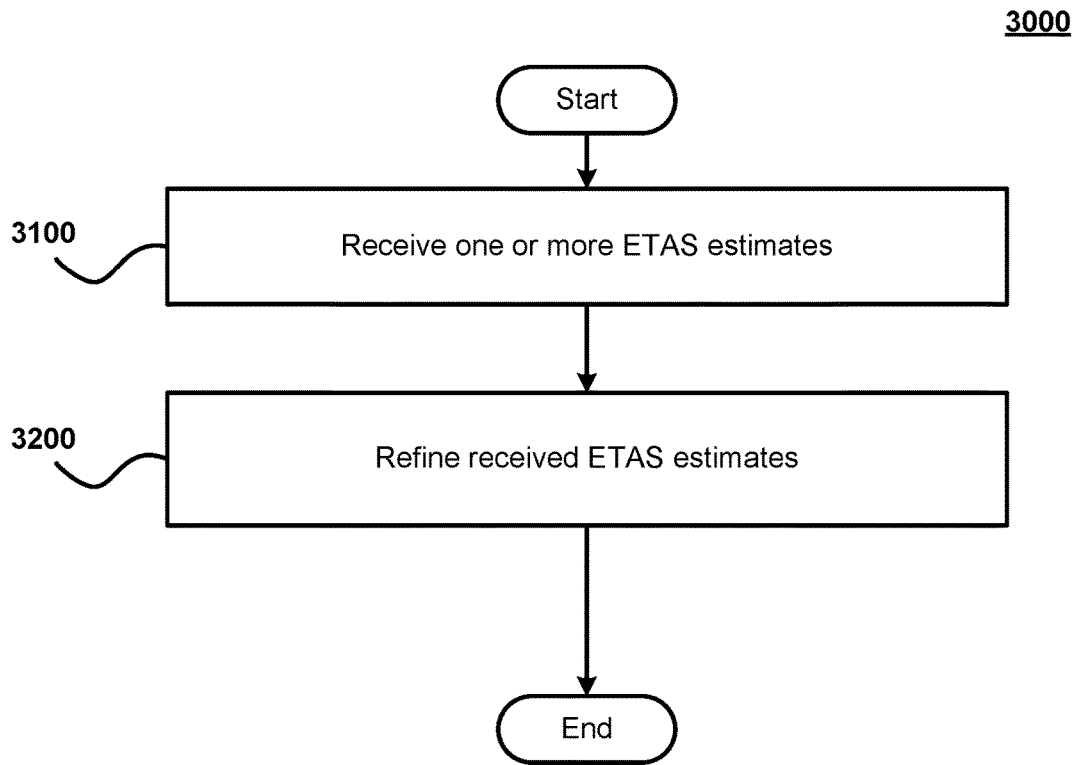 3000
Start
3100
Receive one or more ETAS estimates
3200
Refine received ETAS estimates
End